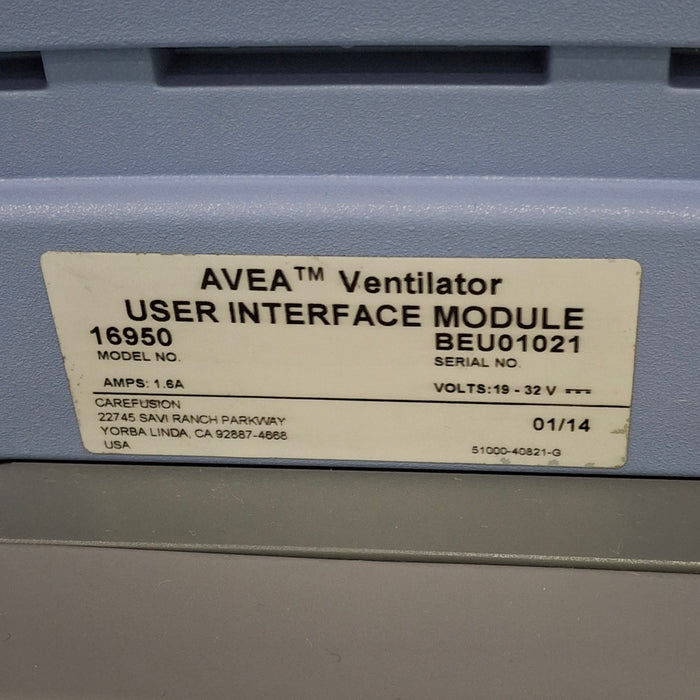 AVEA™ Ventilator
USER INTERFACE MODULE
16950 BEU01021
MODEL NO. SERIAL NO.
AMPS: 1.6A VOLTS: 19 - 32 V ⎓
CAREFUSION
22745 SAVI RANCH PARKWAY 01/14
YORBA LINDA, CA 92887-4668
USA 51000-40821-G